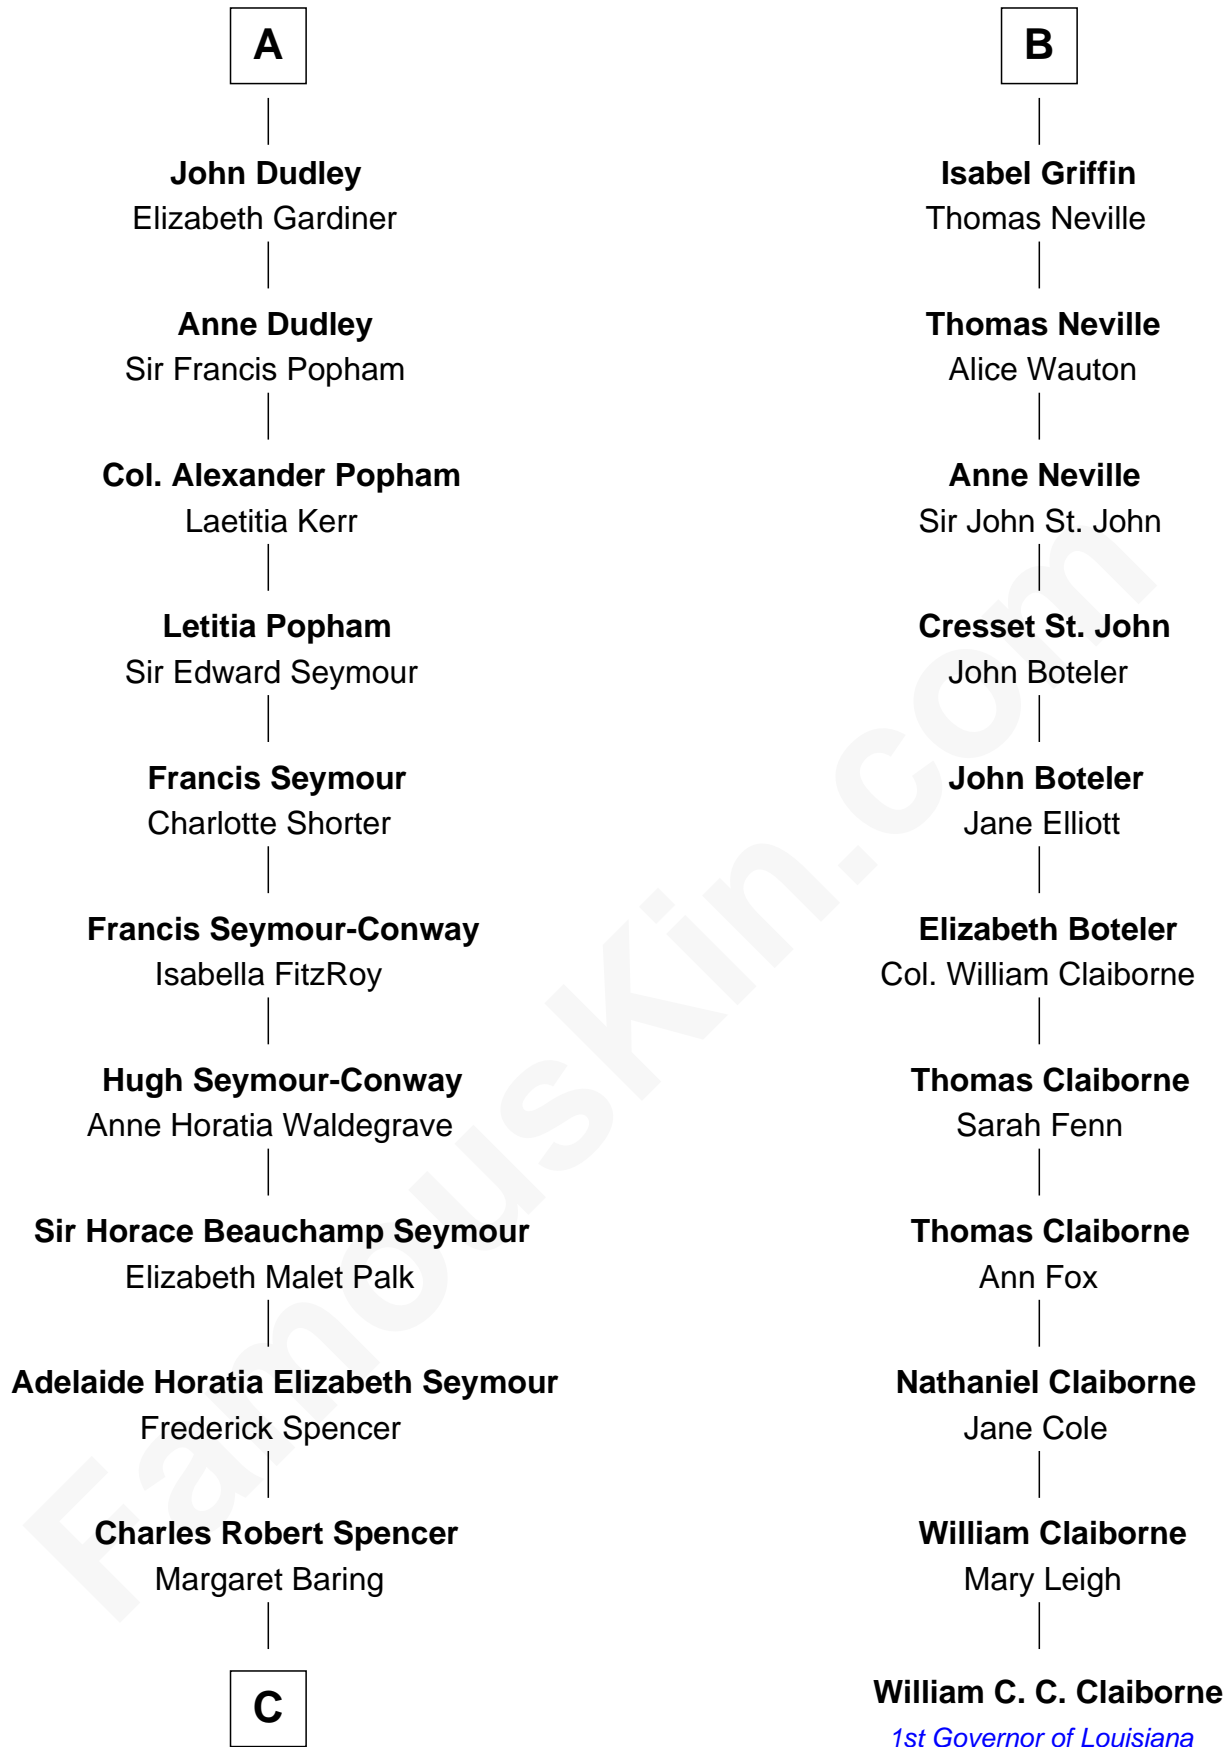 A
John Dudley
Elizabeth Gardiner
Anne Dudley
Sir Francis Popham
Col. Alexander Popham
Laetitia Kerr
Letitia Popham
Sir Edward Seymour
Francis Seymour
Charlotte Shorter
Francis Seymour-Conway
Isabella FitzRoy
Hugh Seymour-Conway
Anne Horatia Waldegrave
Sir Horace Beauchamp Seymour
Elizabeth Malet Palk
Adelaide Horatia Elizabeth Seymour
Frederick Spencer
Charles Robert Spencer
Margaret Baring
C
B
Isabel Griffin
Thomas Neville
Thomas Neville
Alice Wauton
Anne Neville
Sir John St. John
Cresset St. John
John Boteler
John Boteler
Jane Elliott
Elizabeth Boteler
Col. William Claiborne
Thomas Claiborne
Sarah Fenn
Thomas Claiborne
Ann Fox
Nathaniel Claiborne
Jane Cole
William Claiborne
Mary Leigh
William C. C. Claiborne
1st Governor of Louisiana
FamousKin.com